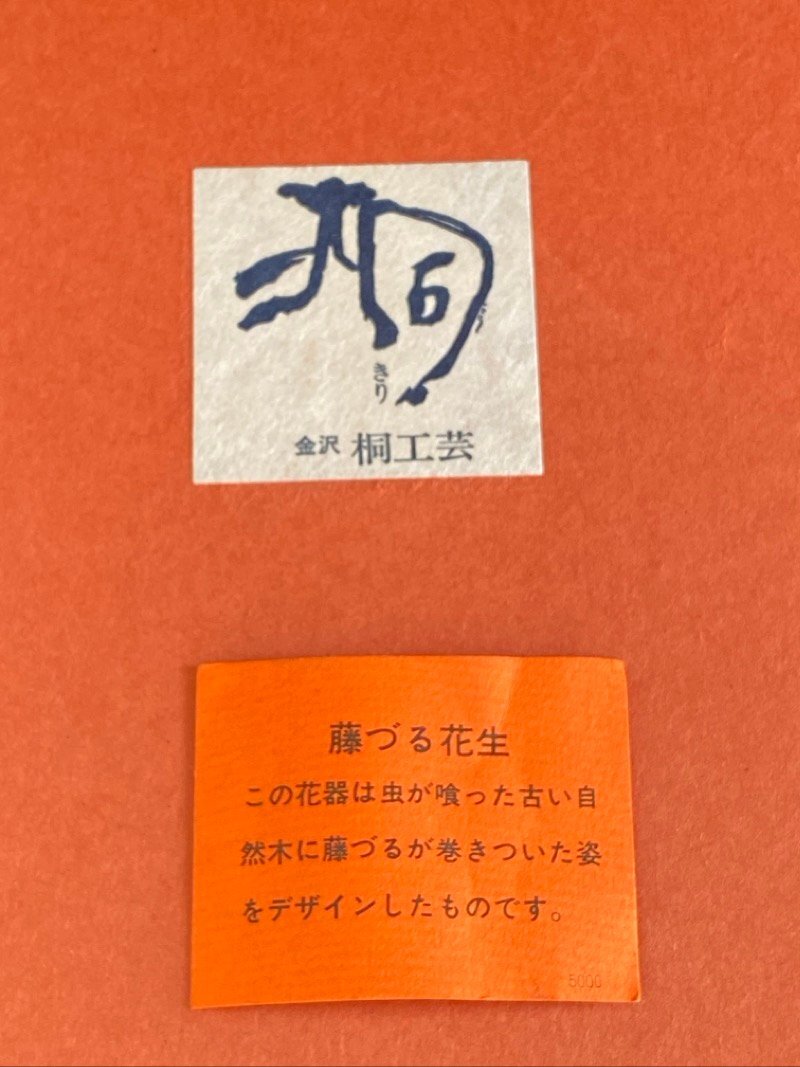 桐
きり
金沢 桐工芸
藤づる花生
この花器は虫が喰った古い自
然木に藤づるが巻きついた姿
をデザインしたものです。
5000